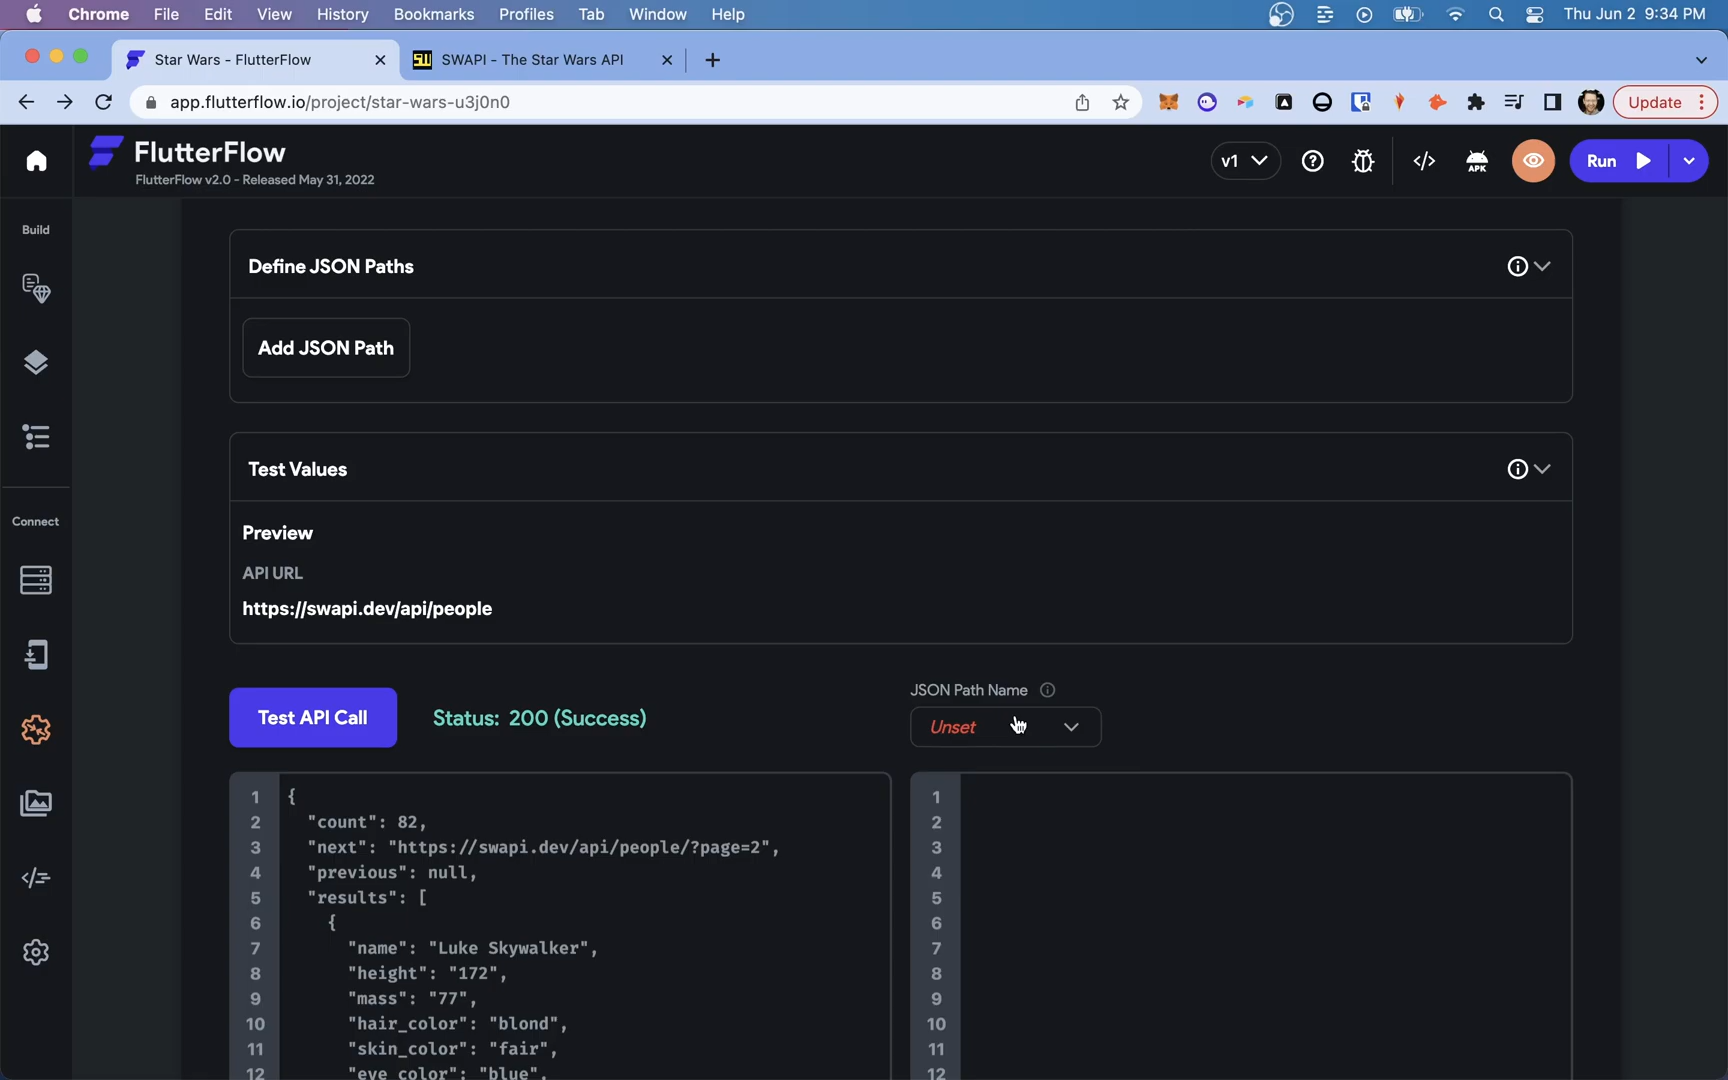 Chrome File Edit View History Bookmarks Profiles Tab Window Help Thu Jun 2 9:34 PM
Star Wars - FlutterFlow
SWAPI - The Star Wars API
app.flutterflow.io/project/star-wars-u3j0n0
Update
FlutterFlow
FlutterFlow v2.0 - Released May 31, 2022
v1
APK
Run
Build
Connect
Define JSON Paths
Add JSON Path
Test Values
Preview
API URL
https://swapi.dev/api/people
Test API Call
Status: 200 (Success)
JSON Path Name
Unset
1 {
2 "count": 82,
3 "next": "https://swapi.dev/api/people/?page=2",
4 "previous": null,
5 "results": [
6 {
7 "name": "Luke Skywalker",
8 "height": "172",
9 "mass": "77",
10 "hair_color": "blond",
11 "skin_color": "fair",
12 "eye_color": "blue",
1
2
3
4
5
6
7
8
9
10
11
12